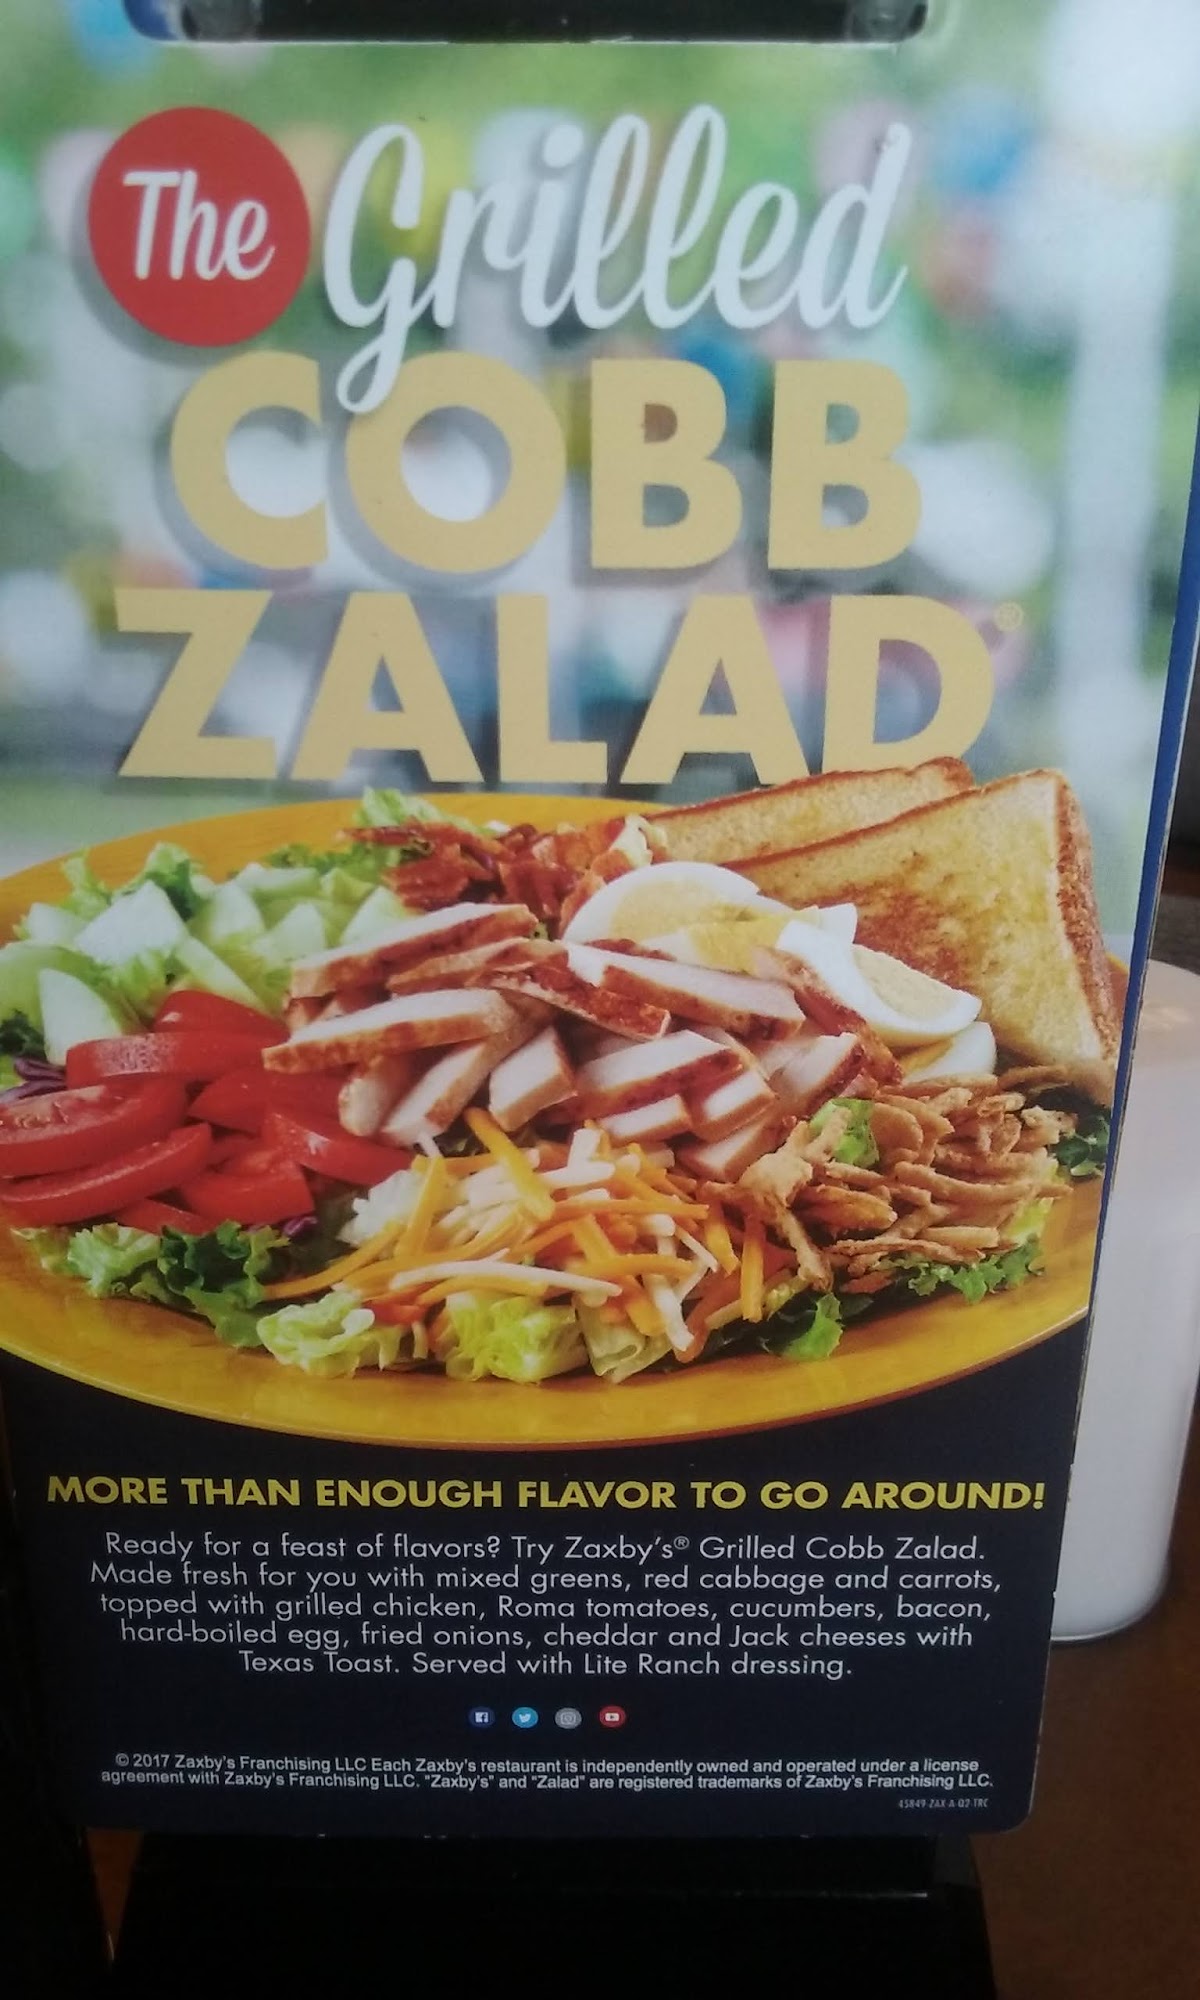 The Grilled
COBB
ZALAD®
MORE THAN ENOUGH FLAVOR TO GO AROUND!
Ready for a feast of flavors? Try Zaxby's® Grilled Cobb Zalad.
Made fresh for you with mixed greens, red cabbage and carrots,
topped with grilled chicken, Roma tomatoes, cucumbers, bacon,
hard-boiled egg, fried onions, cheddar and Jack cheeses with
Texas Toast. Served with Lite Ranch dressing.
© 2017 Zaxby's Franchising LLC Each Zaxby's restaurant is independently owned and operated under a license
agreement with Zaxby's Franchising LLC. "Zaxby's" and "Zalad" are registered trademarks of Zaxby's Franchising LLC.
45849-ZAX-A-02-TRC